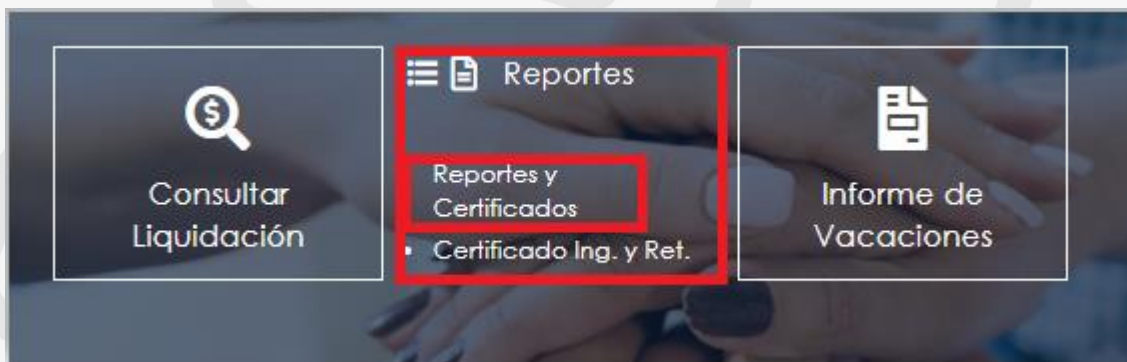 Consultar
Liquidación
Reportes
Reportes y
Certificados
Certificado Ing. y Ret.
Informe de
Vacaciones